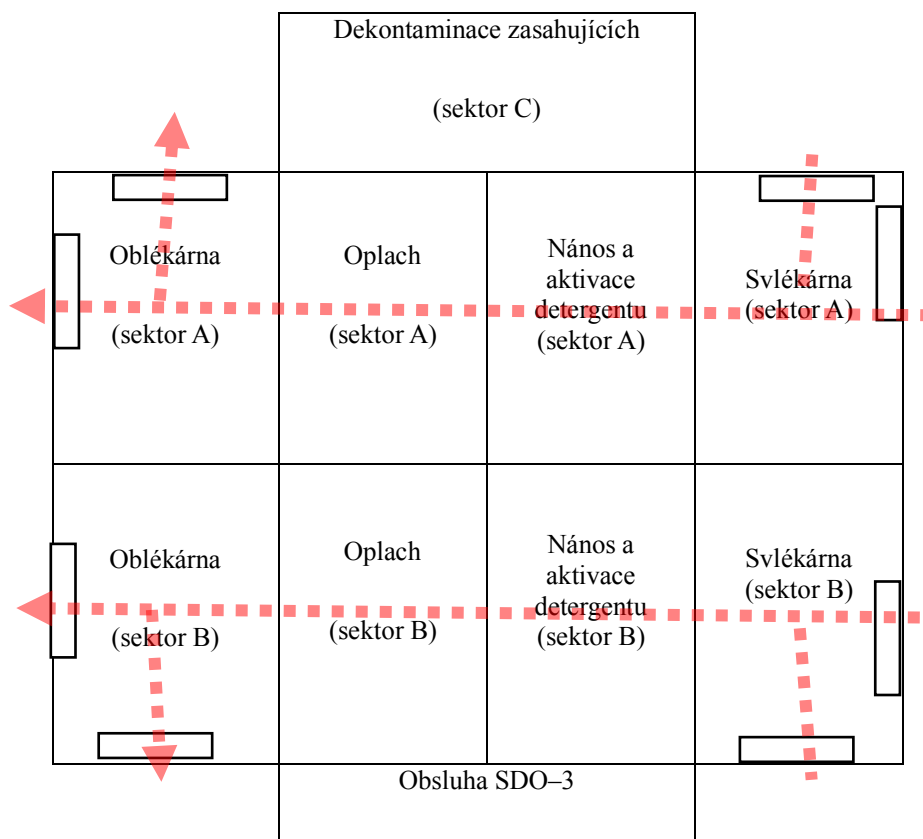 Dekontaminace zasahujících
(sektor C)
Oblékárna
(sektor A)
Oplach
(sektor A)
Nános a
aktivace
detergentu
(sektor A)
Svlékárna
(sektor A)
Oblékárna
(sektor B)
Oplach
(sektor B)
Nános a
aktivace
detergentu
(sektor B)
Svlékárna
(sektor B)
Obsluha SDO–3